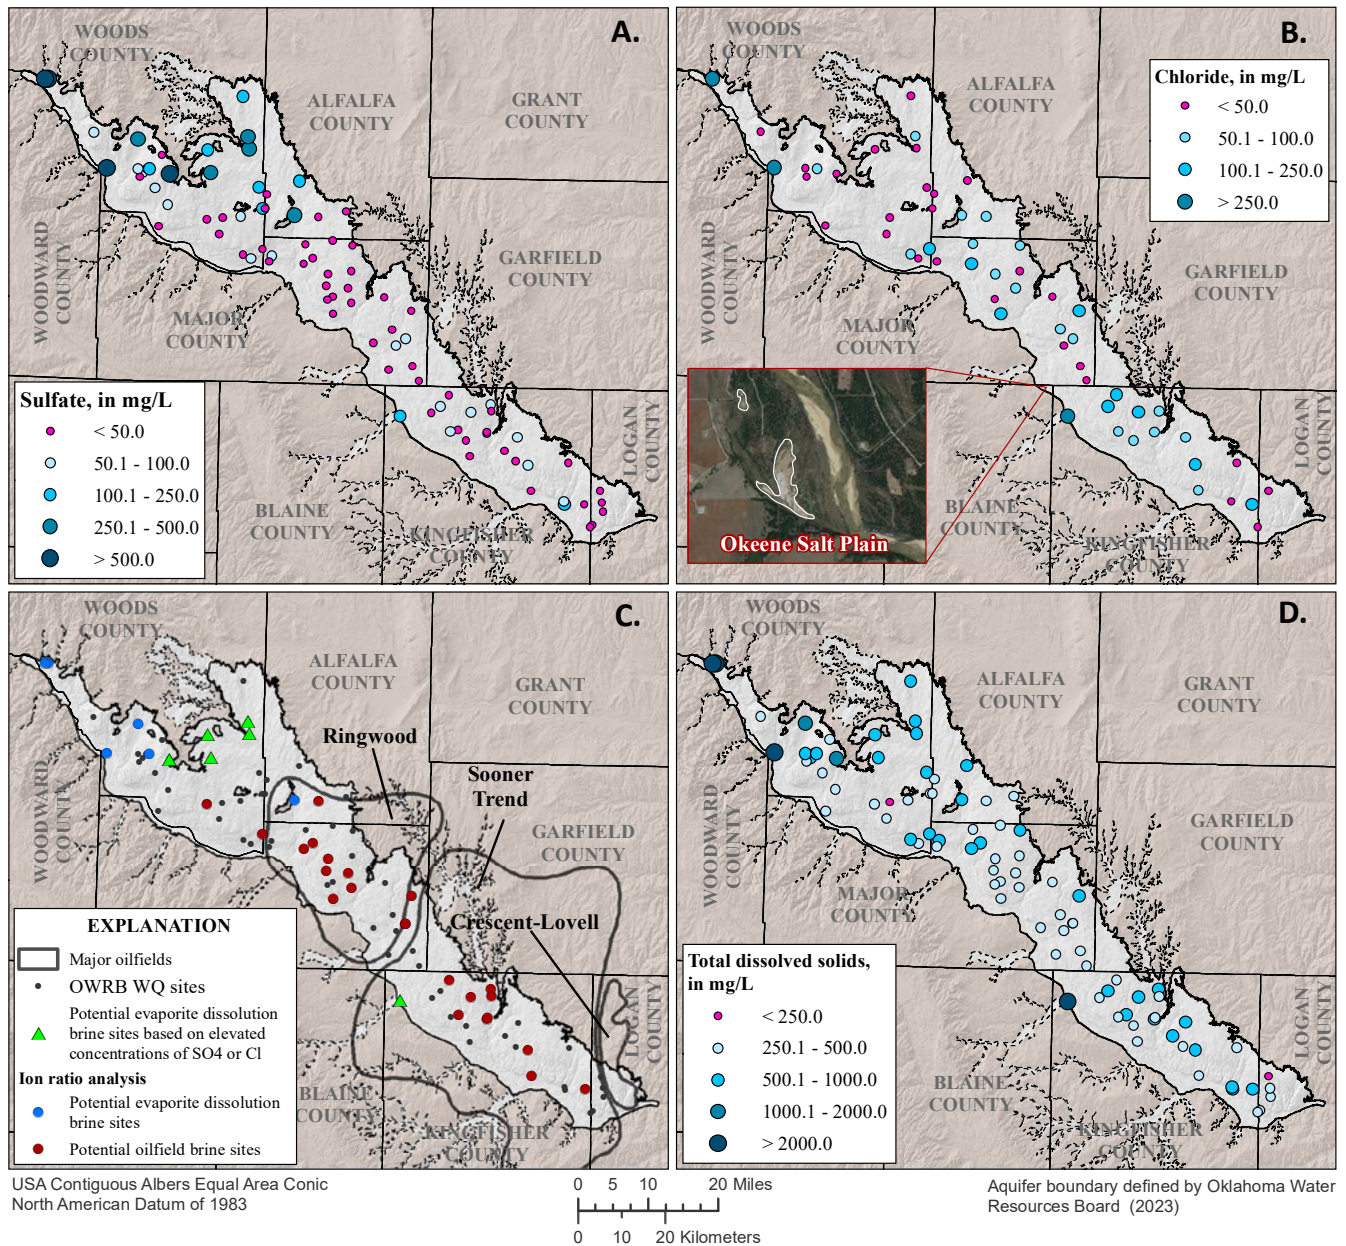 A.
WOODS
COUNTY
ALFALFA
COUNTY
GRANT
COUNTY
WOODWARD
COUNTY
GARFIELD
COUNTY
MAJOR
COUNTY
LOGAN
COUNTY
BLAINE
COUNTY
KINGFISHER
COUNTY
Sulfate, in mg/L
< 50.0
50.1 - 100.0
100.1 - 250.0
250.1 - 500.0
> 500.0
B.
WOODS
COUNTY
ALFALFA
COUNTY
Chloride, in mg/L
< 50.0
50.1 - 100.0
100.1 - 250.0
> 250.0
WOODWARD
COUNTY
GARFIELD
COUNTY
MAJOR
COUNTY
LOGAN
COUNTY
BLAINE
COUNTY
KINGFISHER
COUNTY
Okeene Salt Plain
C.
WOODS
COUNTY
ALFALFA
COUNTY
GRANT
COUNTY
Ringwood
Sooner
Trend
WOODWARD
COUNTY
GARFIELD
COUNTY
Crescent-Lovell
LOGAN
COUNTY
BLAINE
COUNTY
KINGFISHER
COUNTY
EXPLANATION
Major oilfields
OWRB WQ sites
Potential evaporite dissolution
brine sites based on elevated
concentrations of SO4 or Cl
Ion ratio analysis
Potential evaporite dissolution
brine sites
Potential oilfield brine sites
D.
WOODS
COUNTY
ALFALFA
COUNTY
GRANT
COUNTY
WOODWARD
COUNTY
GARFIELD
COUNTY
MAJOR
COUNTY
LOGAN
COUNTY
BLAINE
COUNTY
KINGFISHER
COUNTY
Total dissolved solids,
in mg/L
< 250.0
250.1 - 500.0
500.1 - 1000.0
1000.1 - 2000.0
> 2000.0
USA Contiguous Albers Equal Area Conic
North American Datum of 1983
0 5 10 20 Miles
0 10 20 Kilometers
Aquifer boundary defined by Oklahoma Water
Resources Board (2023)